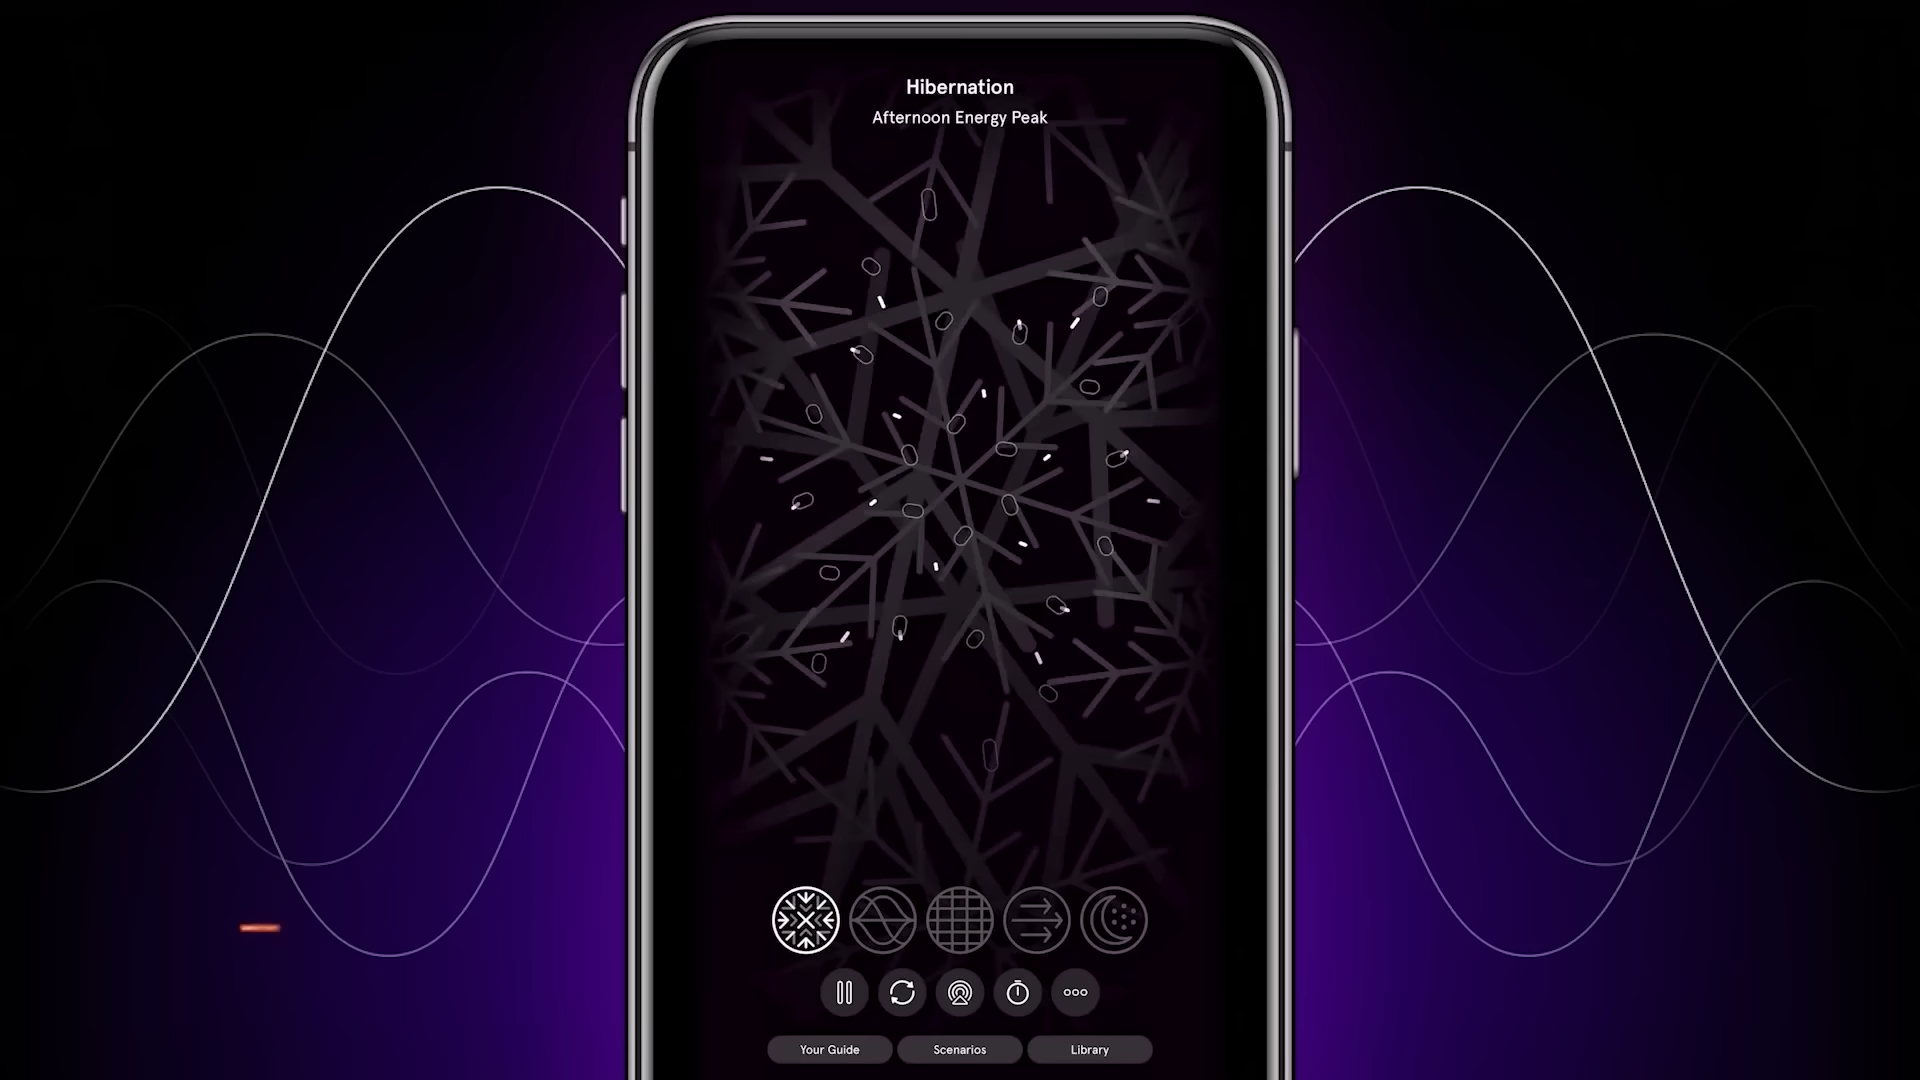 Hibernation
Afternoon Energy Peak
Your Guide
Scenarios
Library